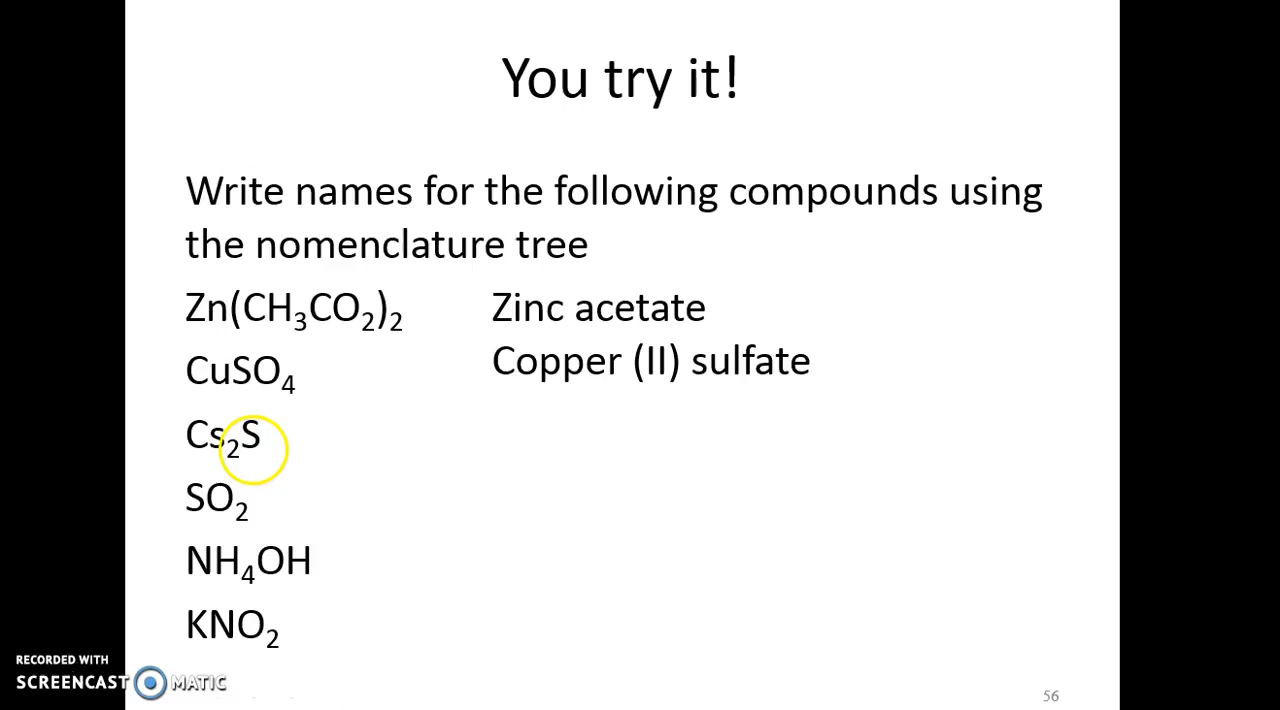 You try it!
Write names for the following compounds using
the nomenclature tree
Zn(CH₃CO₂)₂ Zinc acetate
CuSO₄ Copper (II) sulfate
Cs₂S
SO₂
NH₄OH
KNO₂
RECORDED WITH
SCREENCAST MATIC
56